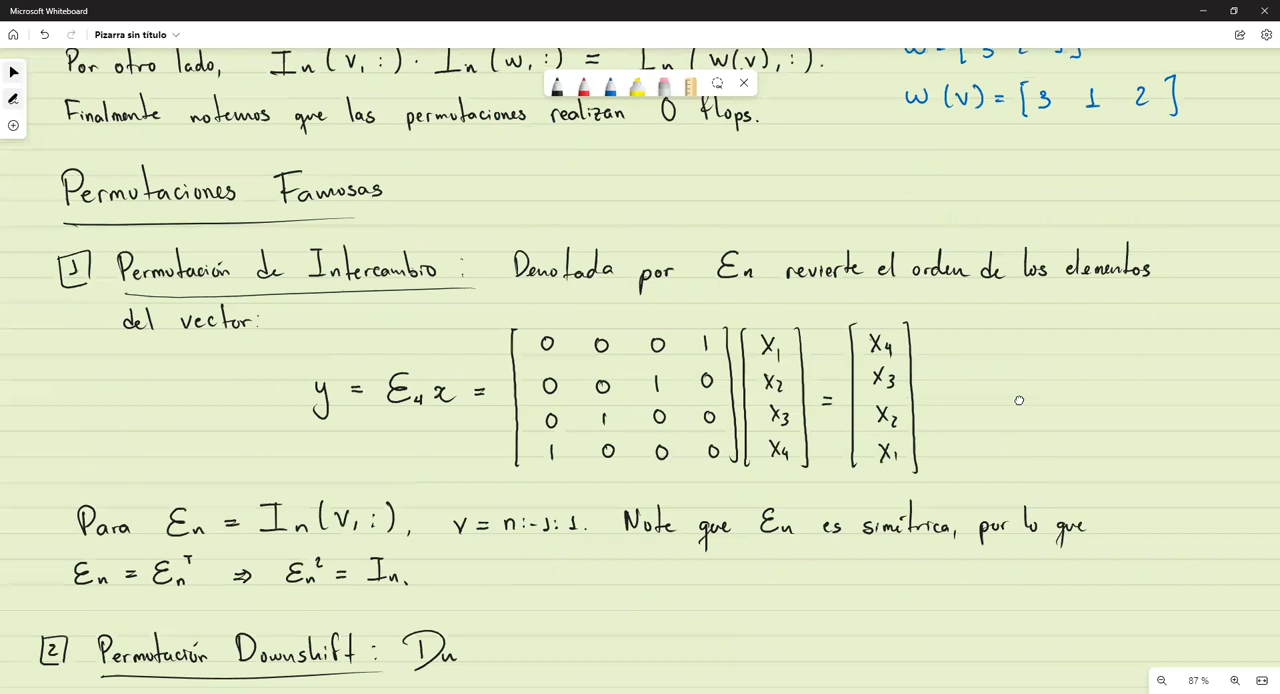 Microsoft Whiteboard
Pizarra sin título
Por otro lado, In(v,:) · In(w,:) = In(w(v),:).
w(v) = [3 1 2]
Finalmente notemos que las permutaciones realizan 0 flops.
Permutaciones Famosas
1 Permutación de Intercambio: Denotada por En revierte el orden de los elementos
del vector:
y = E4 x = [0 0 0 1; 0 0 1 0; 0 1 0 0; 1 0 0 0] [x1; x2; x3; x4] = [x4; x3; x2; x1]
Para En = In(v,:), v = n:-1:1. Note que En es simétrica, por lo que
En = En^T ⇒ En^2 = In.
2 Permutación Downshift: Dn
87 %